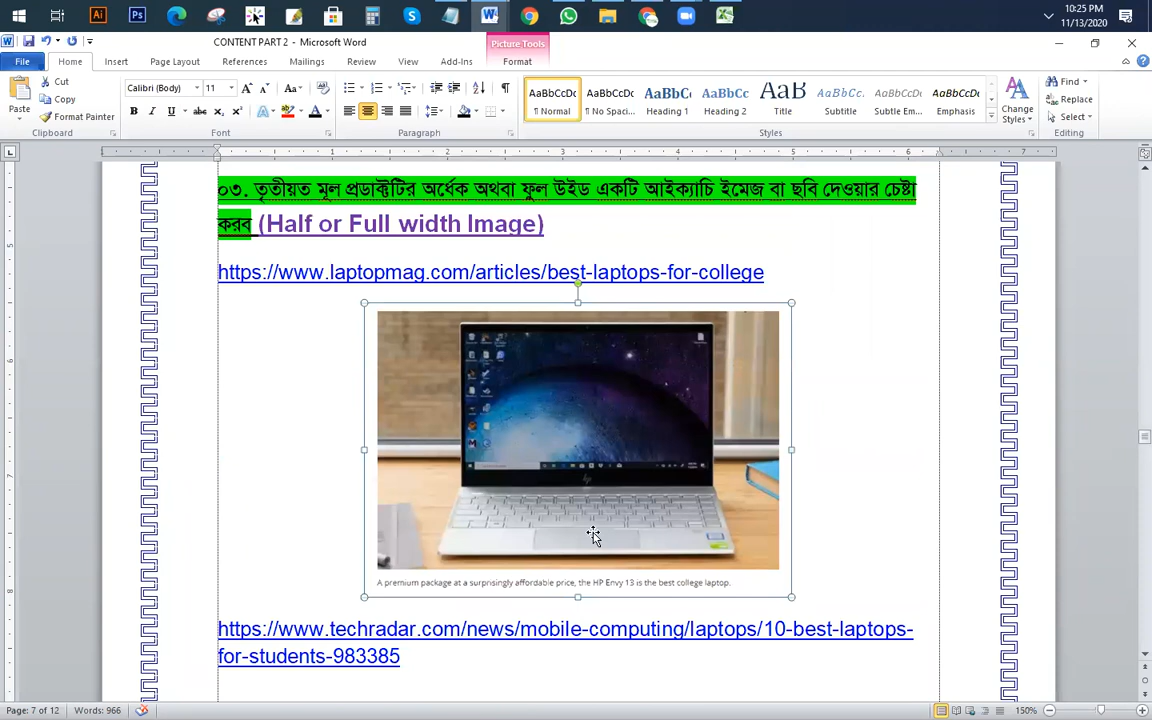 10:25 PM
11/13/2020
CONTENT PART 2 - Microsoft Word
Picture Tools
File Home Insert Page Layout References Mailings Review View Add-Ins Format
Cut
Calibri (Body) 11
AaBbCcDc AaBbCcDc AaBbC AaBbCc AaB AaBbCc. AaBbCcDc AaBbCcDc
Find
Paste
Copy
Replace
Format Painter
¶ Normal ¶ No Spaci... Heading 1 Heading 2 Title Subtitle Subtle Em... Emphasis
Change
Styles
Select
Clipboard Font Paragraph Styles Editing
০৩. তৃতীয়ত মূল প্রডাক্টটির অর্ধেক অথবা ফুল উইড একটি আইক্যাচি ইমেজ বা ছবি দেওয়ার চেষ্টা
করব (Half or Full width Image)
https://www.laptopmag.com/articles/best-laptops-for-college
A premium package at a surprisingly affordable price, the HP Envy 13 is the best college laptop.
https://www.techradar.com/news/mobile-computing/laptops/10-best-laptops-
for-students-983385
Page: 7 of 12 Words: 966 150%